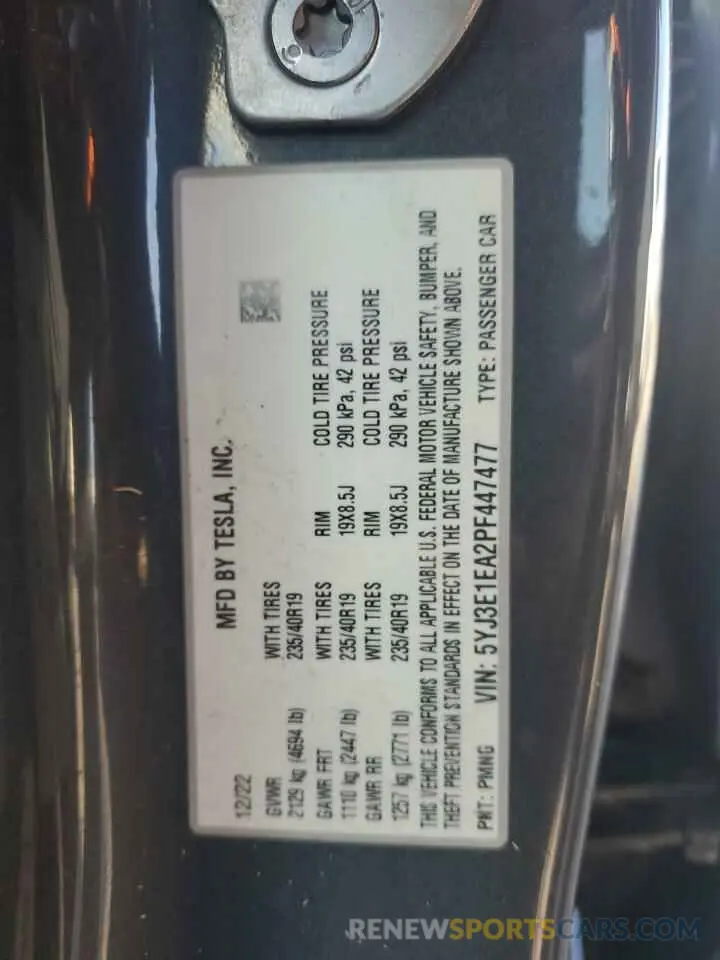 MFD BY TESLA, INC.
12/22
GVWR WITH TIRES
2129 kg (4694 lb) 235/40R19
GAWR FRT WITH TIRES RIM COLD TIRE PRESSURE
1110 kg (2447 lb) 235/40R19 19X8.5J 290 kPa, 42 psi
GAWR RR WITH TIRES RIM COLD TIRE PRESSURE
1257 kg (2771 lb) 235/40R19 19X8.5J 290 kPa, 42 psi
THIS VEHICLE CONFORMS TO ALL APPLICABLE U.S. FEDERAL MOTOR VEHICLE SAFETY, BUMPER, AND
THEFT PREVENTION STANDARDS IN EFFECT ON THE DATE OF MANUFACTURE SHOWN ABOVE.
PNT: PMNG VIN: 5YJ3E1EA2PF447477 TYPE: PASSENGER CAR
RENEWSPORTSCARS.COM